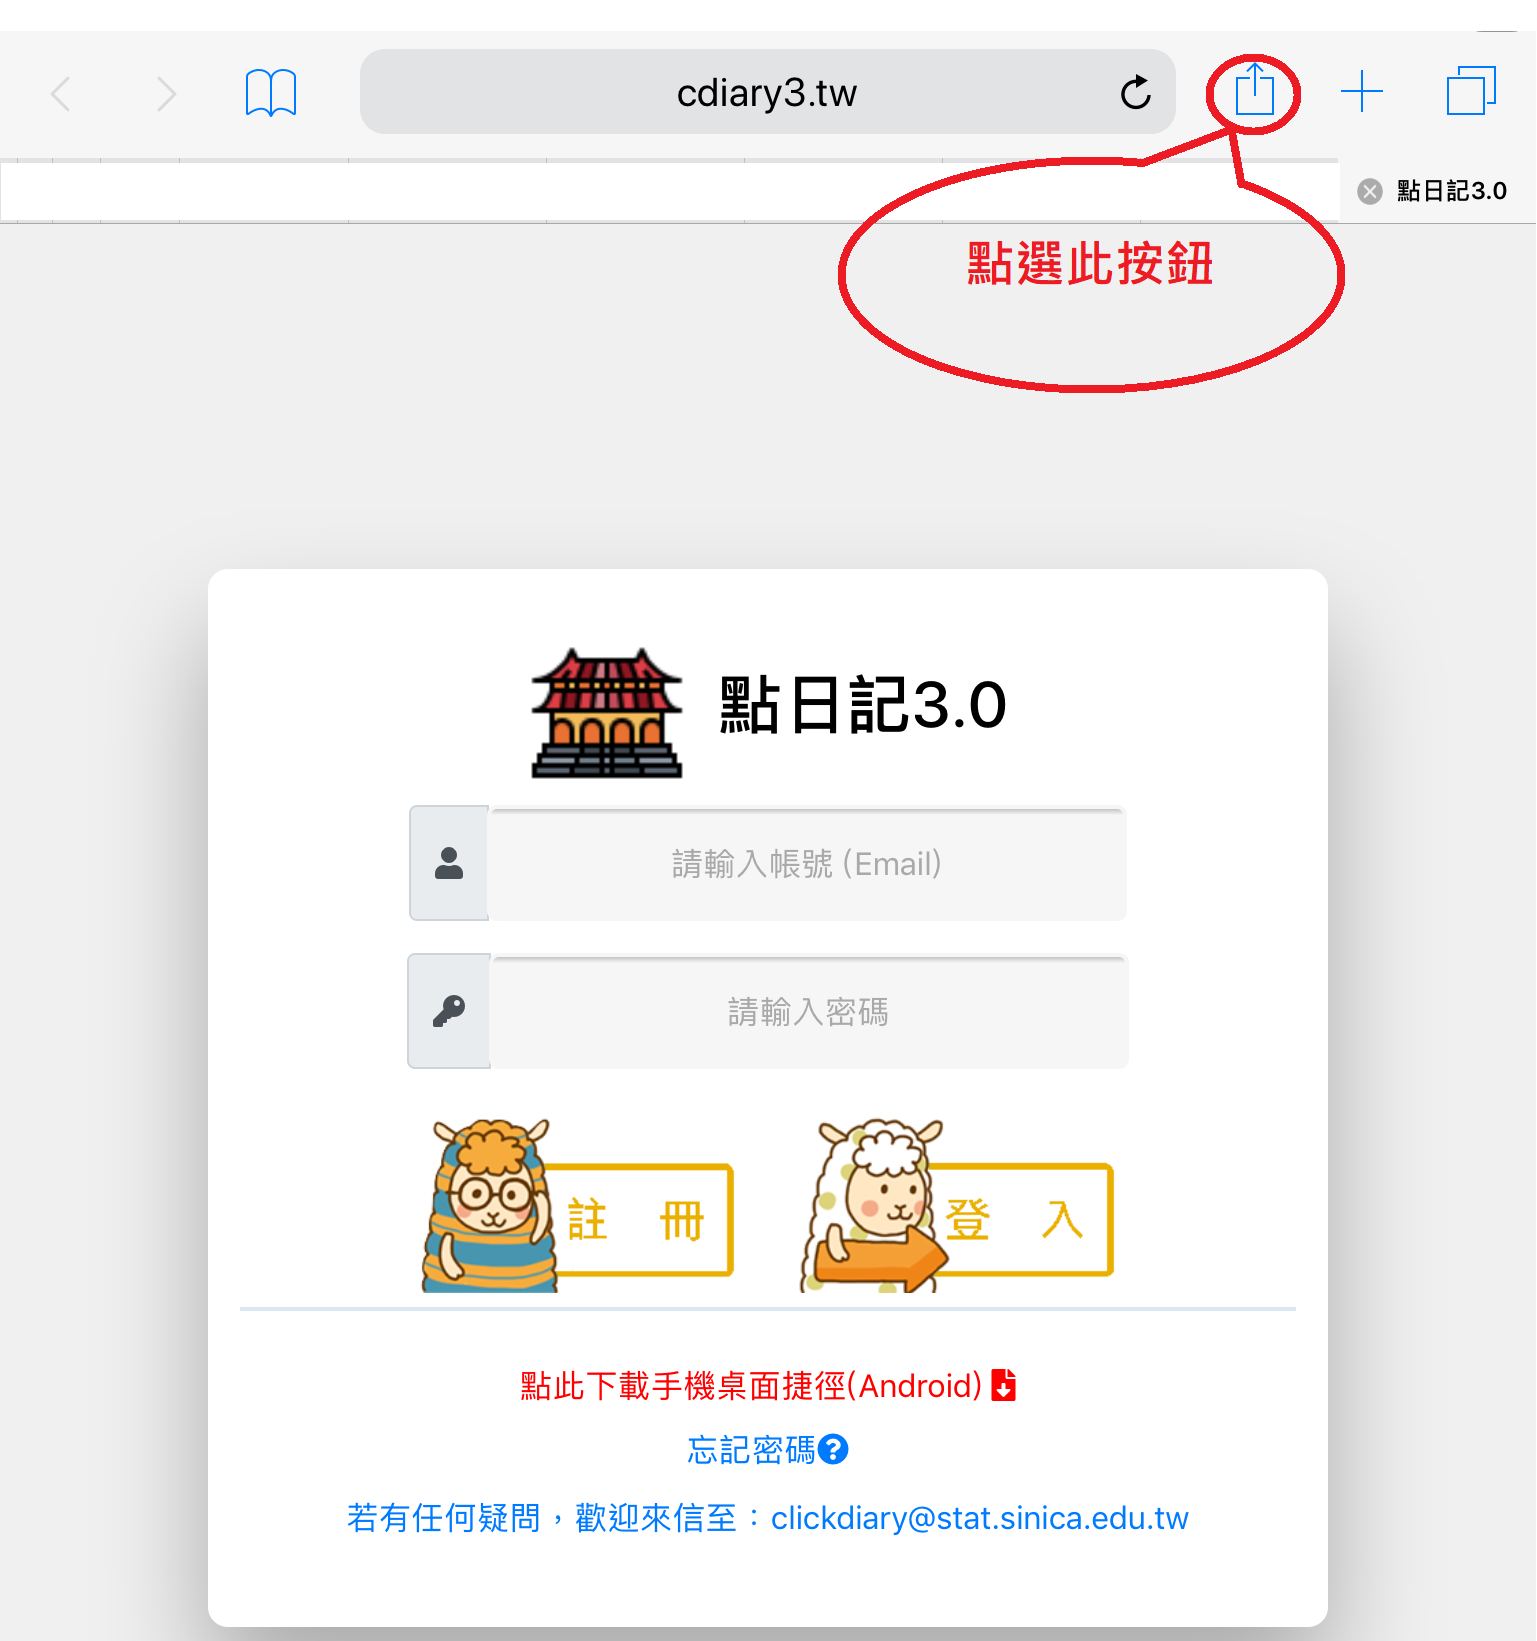 cdiary3.tw
點日記3.0
點選此按鈕
點日記3.0
請輸入帳號 (Email)
請輸入密碼
註 冊
登 入
點此下載手機桌面捷徑(Android)
忘記密碼?
若有任何疑問，歡迎來信至：clickdiary@stat.sinica.edu.tw